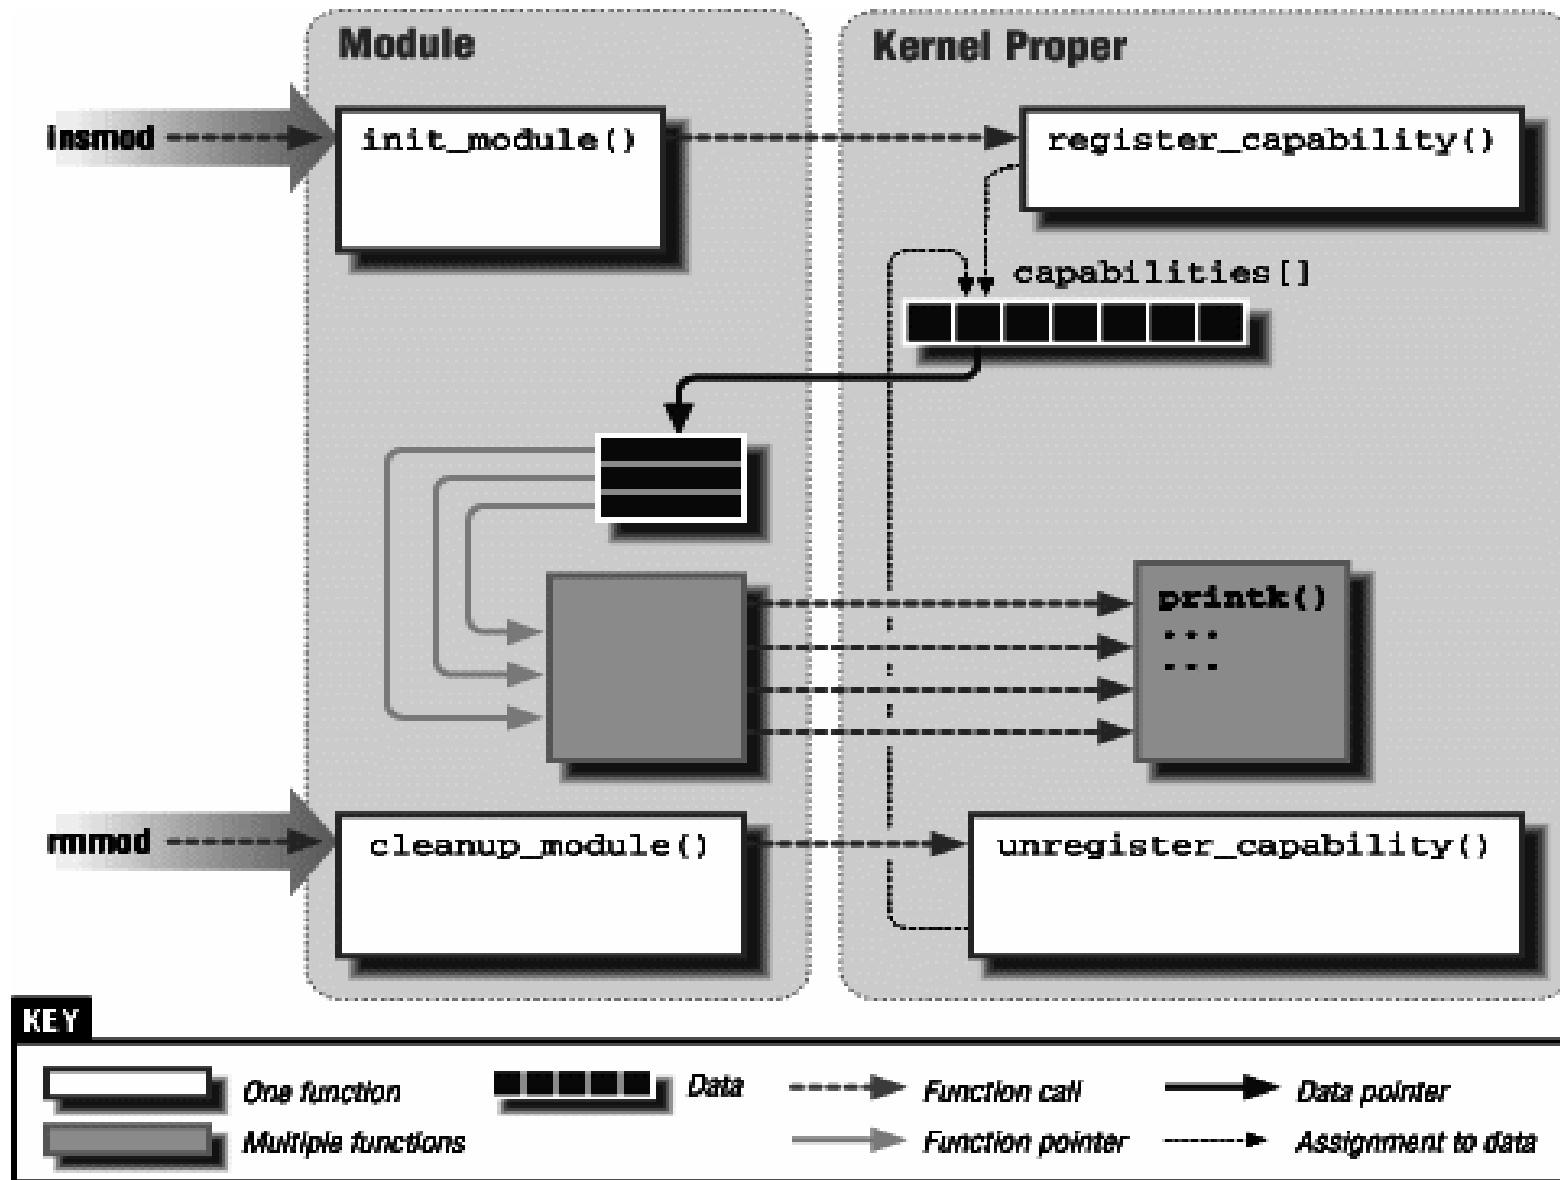 Module
Kernel Proper
insmod
init_module()
register_capability()
capabilities[]
printk()
...
...
rmmod
cleanup_module()
unregister_capability()
KEY
One function
Data
Function call
Data pointer
Multiple functions
Function pointer
Assignment to data